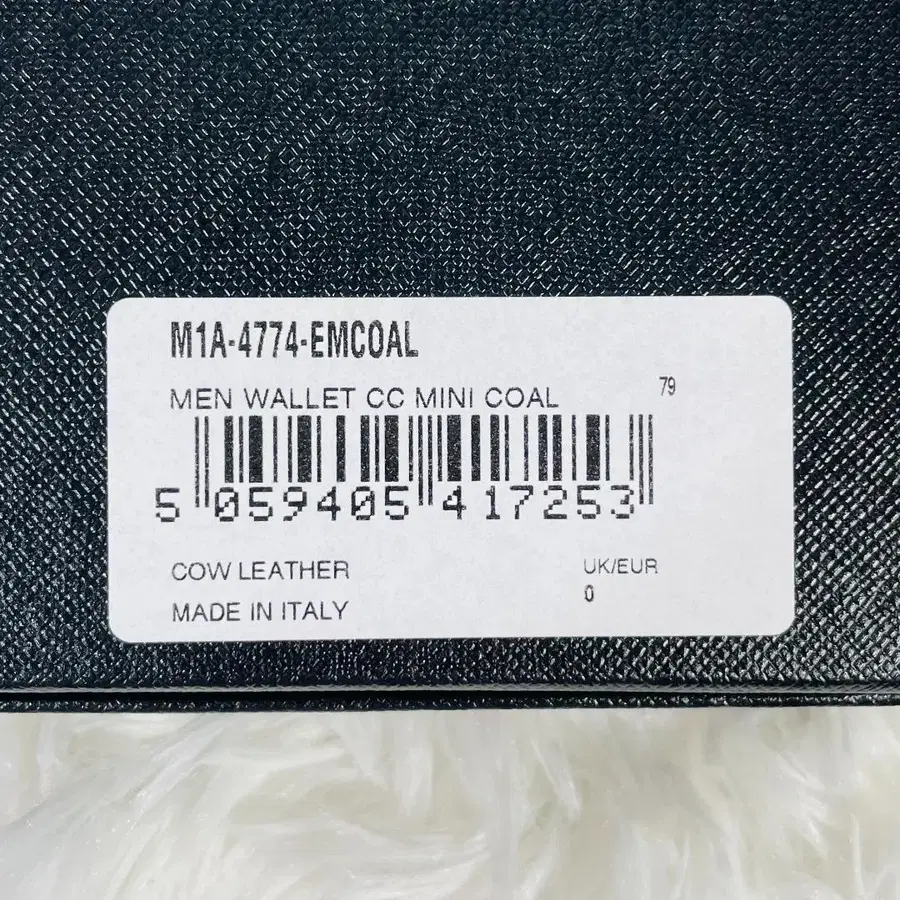 M1A-4774-EMCOAL
MEN WALLET CC MINI COAL 79
5 059405 417253
COW LEATHER UK/EUR
0
MADE IN ITALY